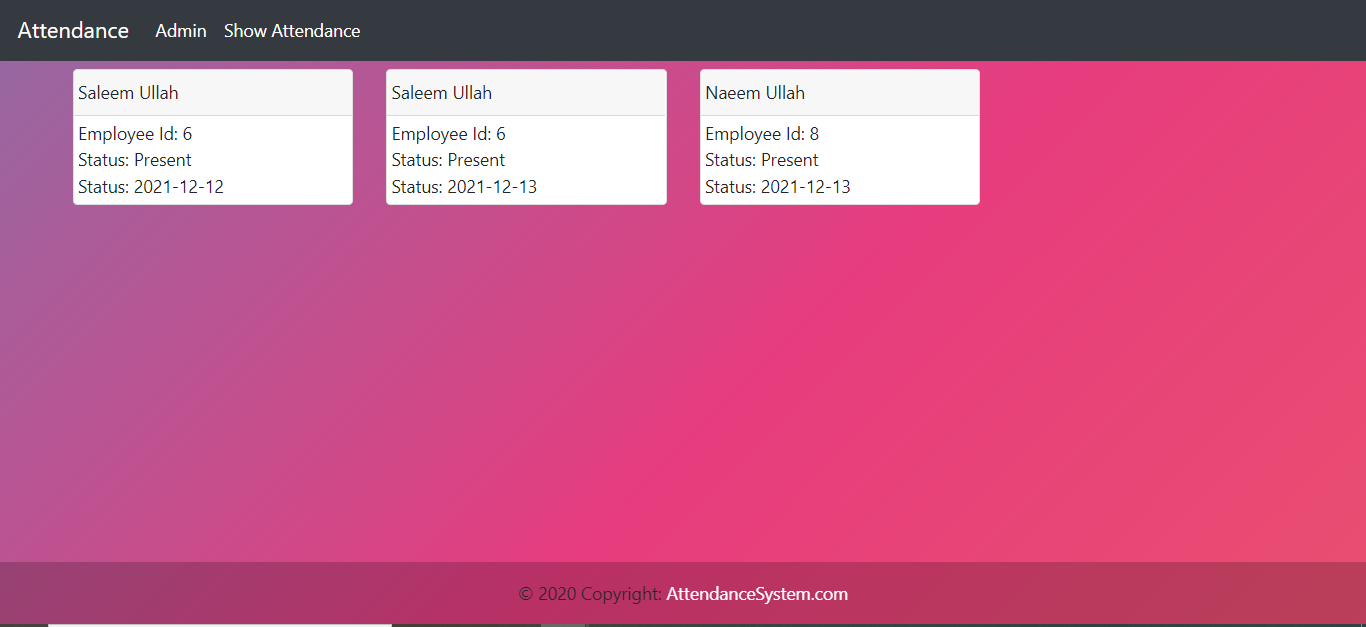 Attendance Admin Show Attendance
Saleem Ullah
Employee Id: 6
Status: Present
Status: 2021-12-12
Saleem Ullah
Employee Id: 6
Status: Present
Status: 2021-12-13
Naeem Ullah
Employee Id: 8
Status: Present
Status: 2021-12-13
© 2020 Copyright: AttendanceSystem.com